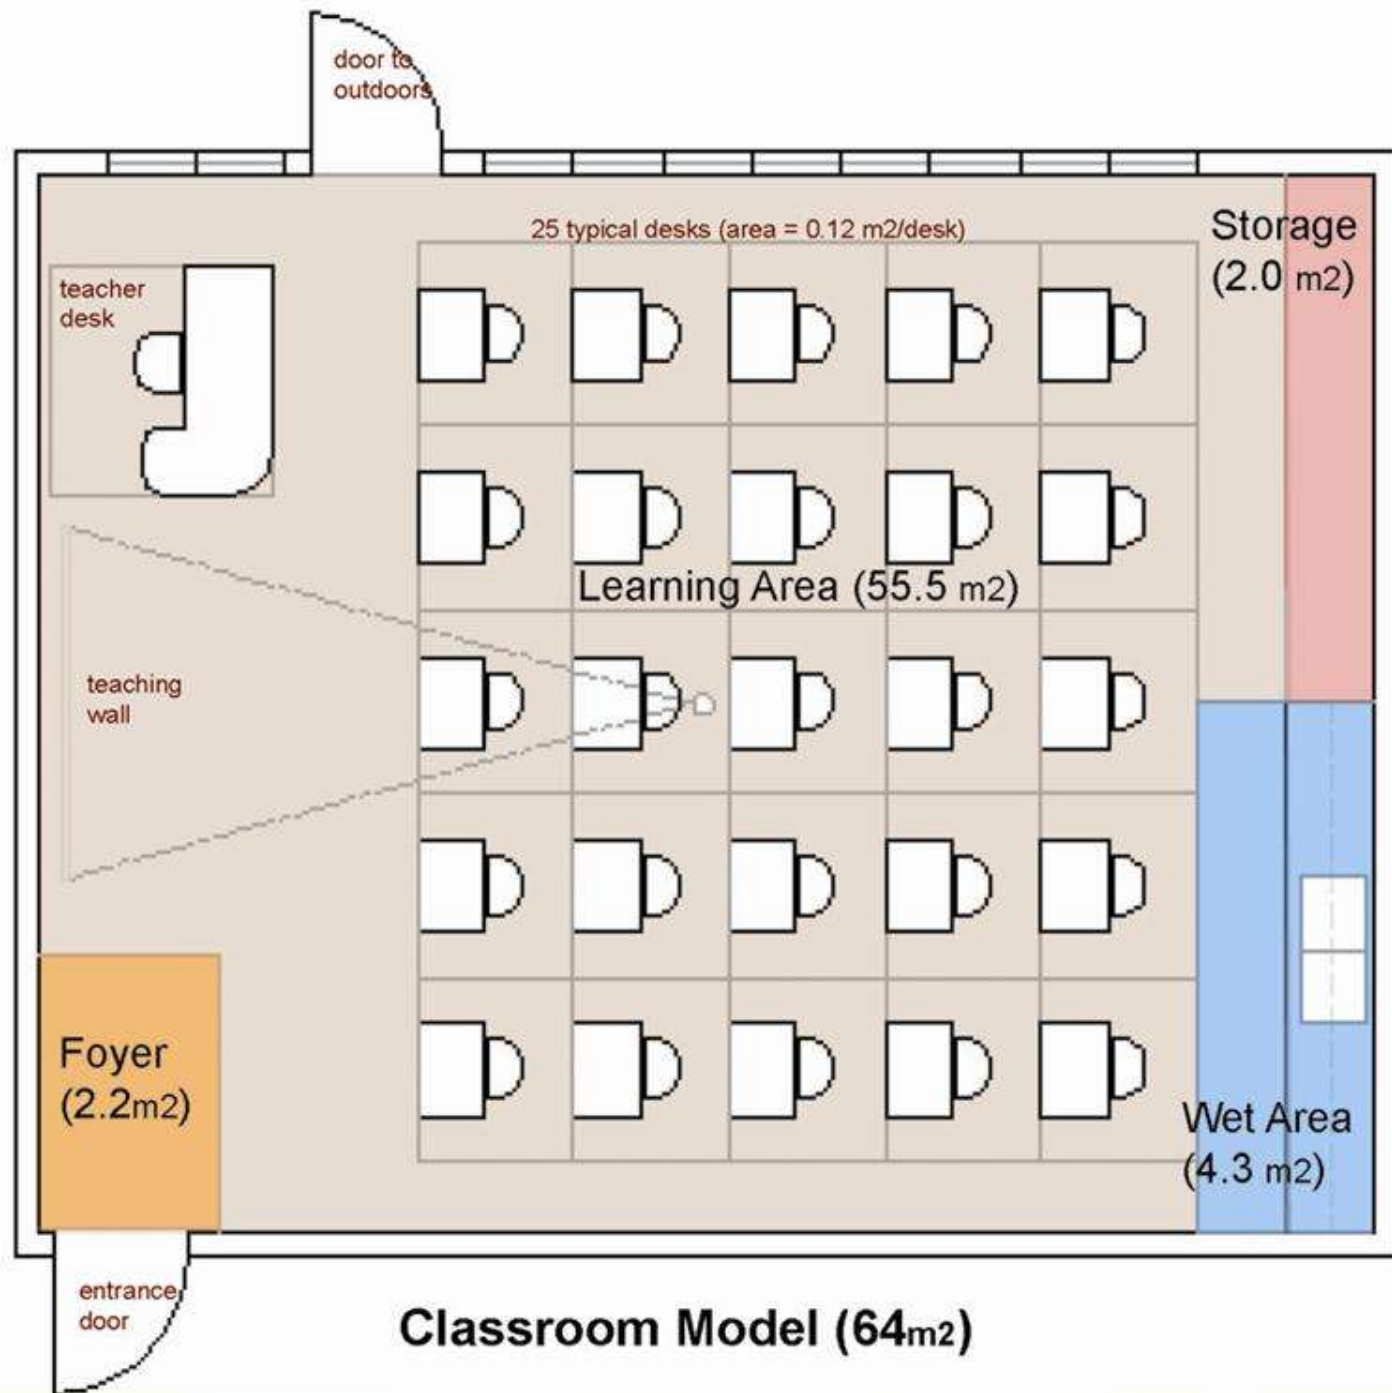 door to
outdoors
25 typical desks (area = 0.12 m2/desk)
Storage
(2.0 m2)
teacher
desk
Learning Area (55.5 m2)
teaching
wall
Foyer
(2.2m2)
Wet Area
(4.3 m2)
entrance
door
Classroom Model (64m2)